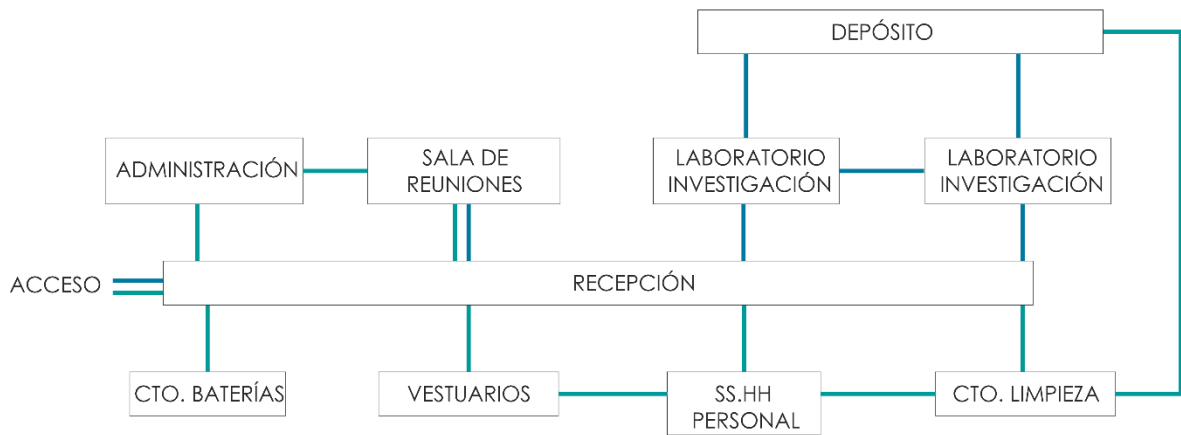 DEPÓSITO
ADMINISTRACIÓN
SALA DE
REUNIONES
LABORATORIO
INVESTIGACIÓN
LABORATORIO
INVESTIGACIÓN
ACCESO
RECEPCIÓN
CTO. BATERÍAS
VESTUARIOS
SS.HH
PERSONAL
CTO. LIMPIEZA